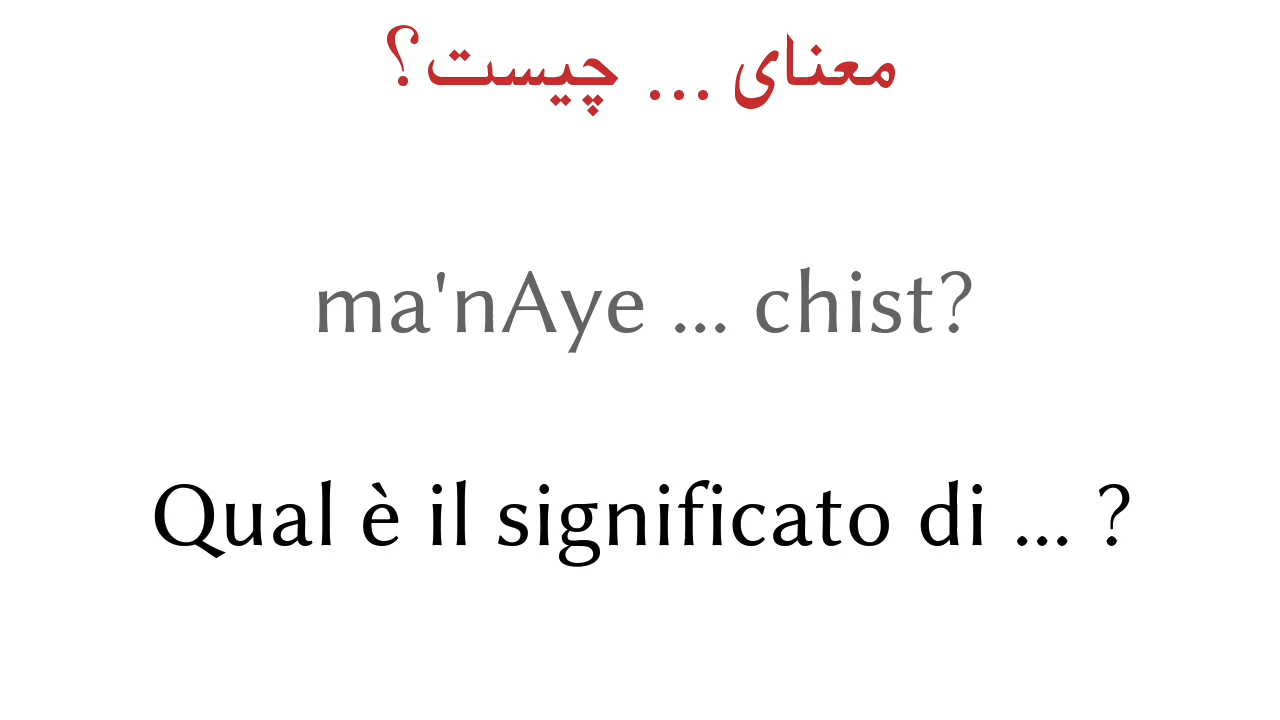 معنای ... چیست؟
ma'nAye ... chist?
Qual è il significato di ... ?